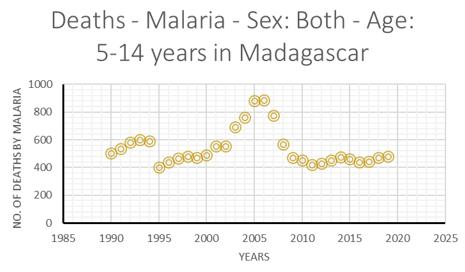 Deaths - Malaria - Sex: Both - Age:
5-14 years in Madagascar
NO. OF DEATHS BY MALARIA
1000
800
600
400
200
0
1985 1990 1995 2000 2005 2010 2015 2020 2025
YEARS